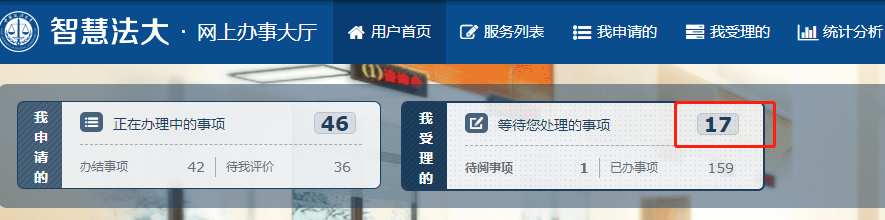 智慧法大 · 网上办事大厅 用户首页 服务列表 我申请的 我受理的 统计分析
我申请的
正在办理中的事项 46
办结事项 42 待我评价 36
我受理的
等待您处理的事项 17
待阅事项 1 已办事项 159